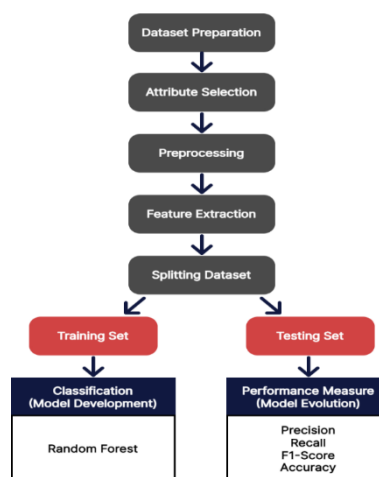 Dataset Preparation
Attribute Selection
Preprocessing
Feature Extraction
Splitting Dataset
Training Set
Testing Set
Classification
(Model Development)
Random Forest
Performance Measure
(Model Evolution)
Precision
Recall
F1-Score
Accuracy